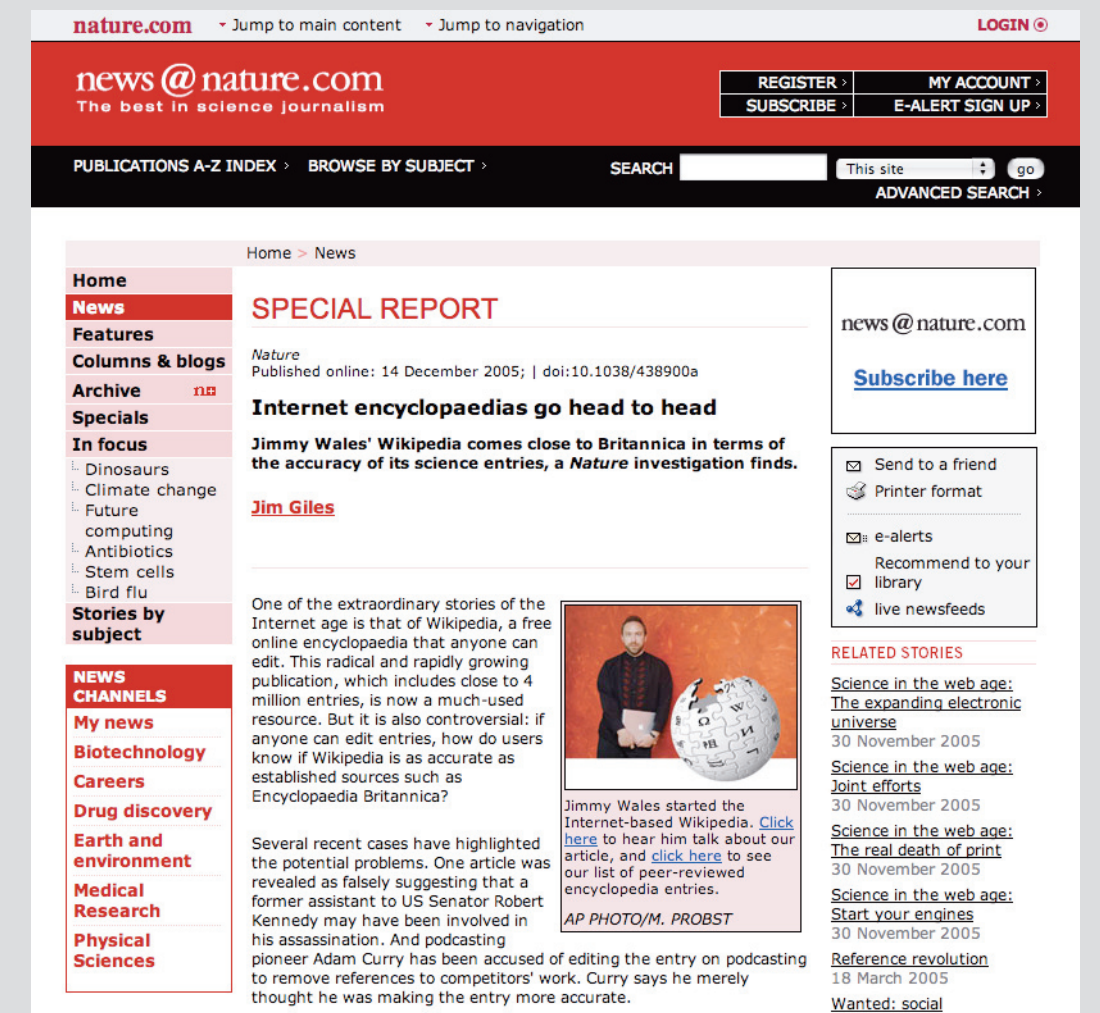 nature.com Jump to main content Jump to navigation LOGIN
news@nature.com
The best in science journalism
REGISTER > MY ACCOUNT >
SUBSCRIBE > E-ALERT SIGN UP >
PUBLICATIONS A-Z INDEX > BROWSE BY SUBJECT > SEARCH This site go
ADVANCED SEARCH >
Home > News
Home
News
Features
Columns & blogs
Archive n
Specials
In focus
Dinosaurs
Climate change
Future
computing
Antibiotics
Stem cells
Bird flu
Stories by
subject
NEWS
CHANNELS
My news
Biotechnology
Careers
Drug discovery
Earth and
environment
Medical
Research
Physical
Sciences
SPECIAL REPORT
Nature
Published online: 14 December 2005; | doi:10.1038/438900a
Internet encyclopaedias go head to head
Jimmy Wales' Wikipedia comes close to Britannica in terms of
the accuracy of its science entries, a Nature investigation finds.
Jim Giles
One of the extraordinary stories of the
Internet age is that of Wikipedia, a free
online encyclopaedia that anyone can
edit. This radical and rapidly growing
publication, which includes close to 4
million entries, is now a much-used
resource. But it is also controversial: if
anyone can edit entries, how do users
know if Wikipedia is as accurate as
established sources such as
Encyclopaedia Britannica?
Several recent cases have highlighted
the potential problems. One article was
revealed as falsely suggesting that a
former assistant to US Senator Robert
Kennedy may have been involved in
his assassination. And podcasting
pioneer Adam Curry has been accused of editing the entry on podcasting
to remove references to competitors' work. Curry says he merely
thought he was making the entry more accurate.
Ω
W
И
Jimmy Wales started the
Internet-based Wikipedia. Click
here to hear him talk about our
article, and click here to see
our list of peer-reviewed
encyclopedia entries.
AP PHOTO/M. PROBST
news@nature.com
Subscribe here
Send to a friend
Printer format
e-alerts
Recommend to your
library
live newsfeeds
RELATED STORIES
Science in the web age:
The expanding electronic
universe
30 November 2005
Science in the web age:
Joint efforts
30 November 2005
Science in the web age:
The real death of print
30 November 2005
Science in the web age:
Start your engines
30 November 2005
Reference revolution
18 March 2005
Wanted: social